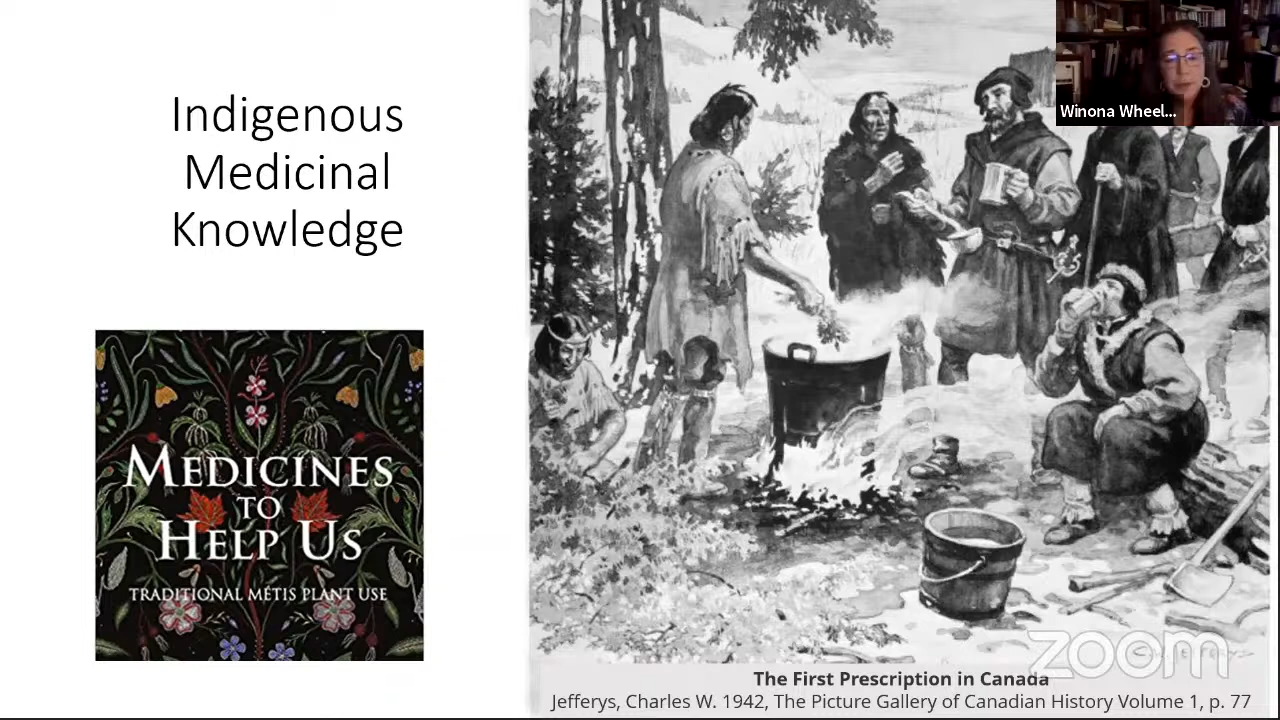 Indigenous
Medicinal
Knowledge
MEDICINES
TO
HELP US
TRADITIONAL MÉTIS PLANT USE
Winona Wheel...
zoom
The First Prescription in Canada
Jefferys, Charles W. 1942, The Picture Gallery of Canadian History Volume 1, p. 77